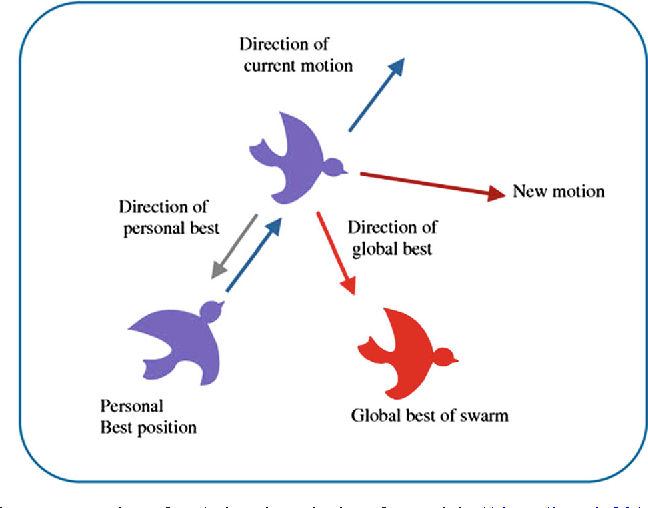 Direction of
current motion
New motion
Direction of
personal best
Direction of
global best
Personal
Best position
Global best of swarm